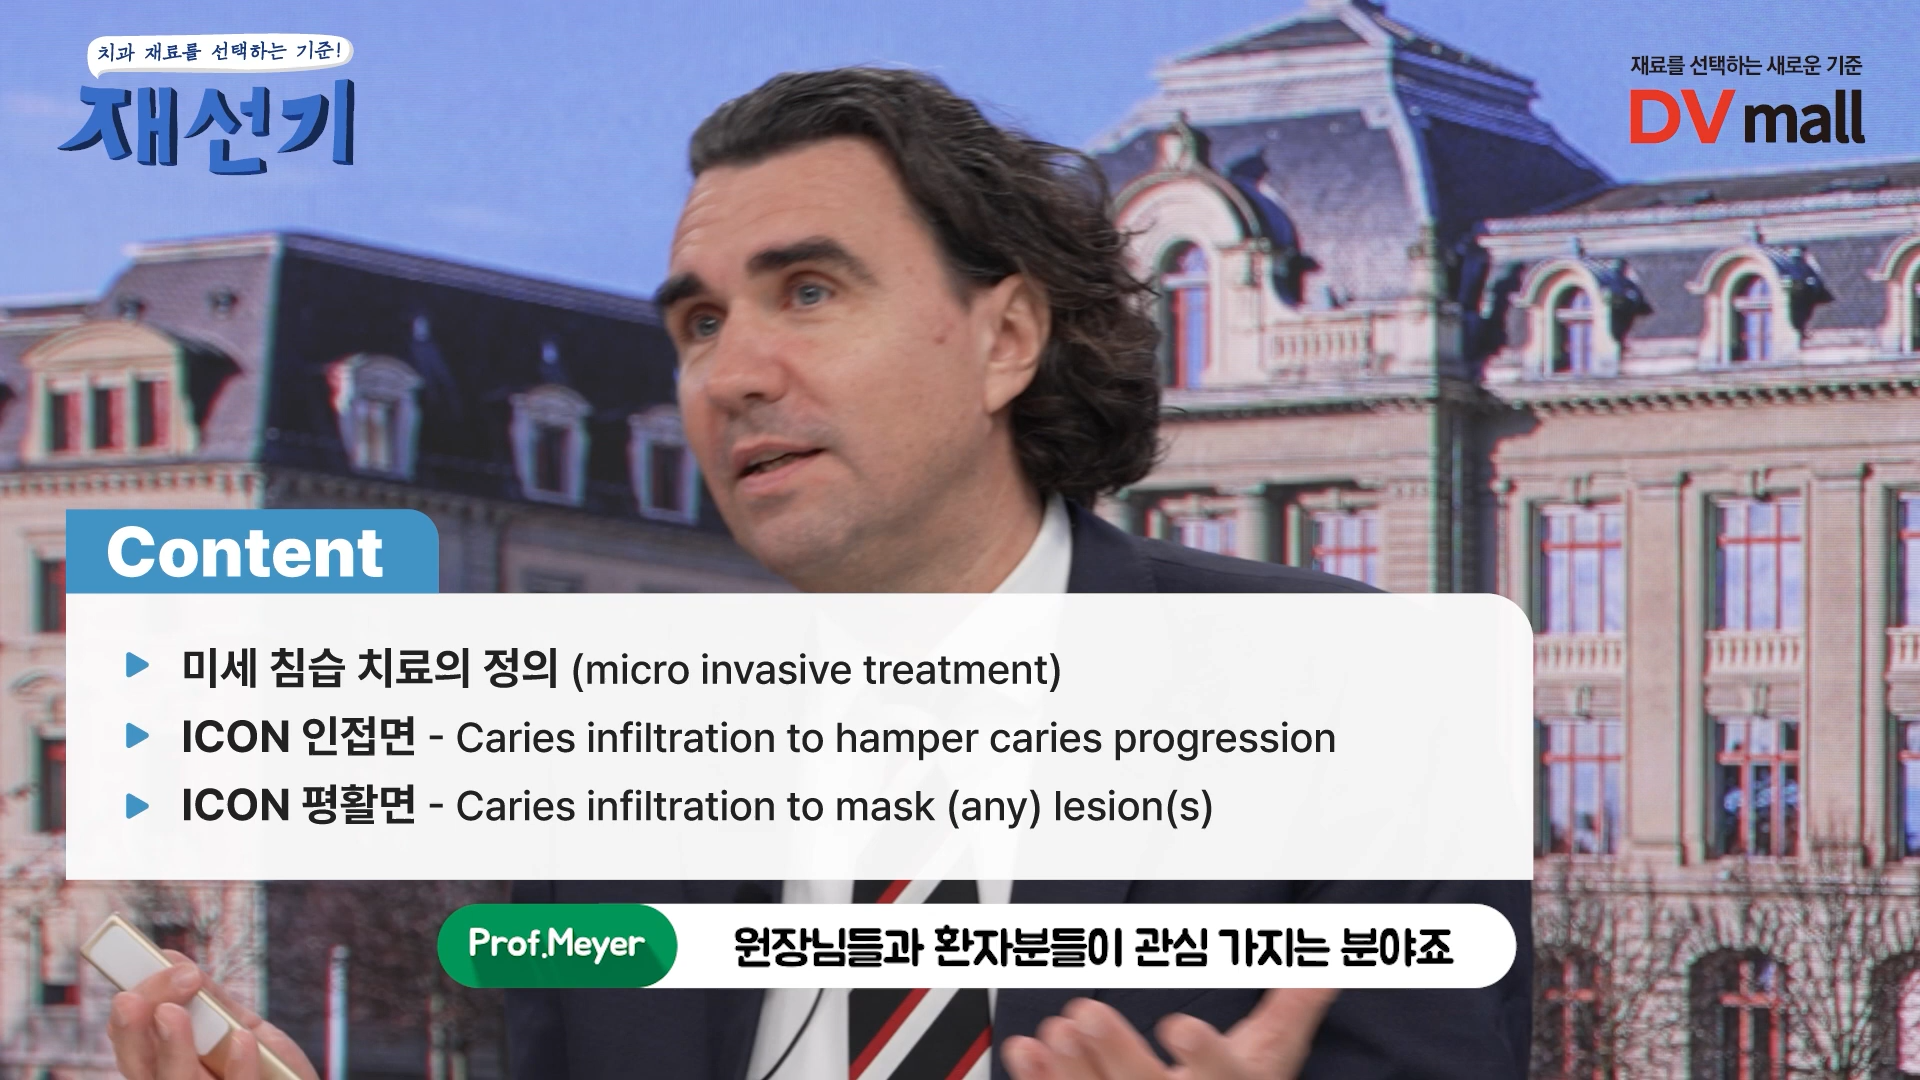 치과 재료를 선택하는 기준!
재선기
재료를 선택하는 새로운 기준
DV mall
Content
미세 침습 치료의 정의 (micro invasive treatment)
ICON 인접면 - Caries infiltration to hamper caries progression
ICON 평활면 - Caries infiltration to mask (any) lesion(s)
Prof.Meyer 원장님들과 환자분들이 관심 가지는 분야죠